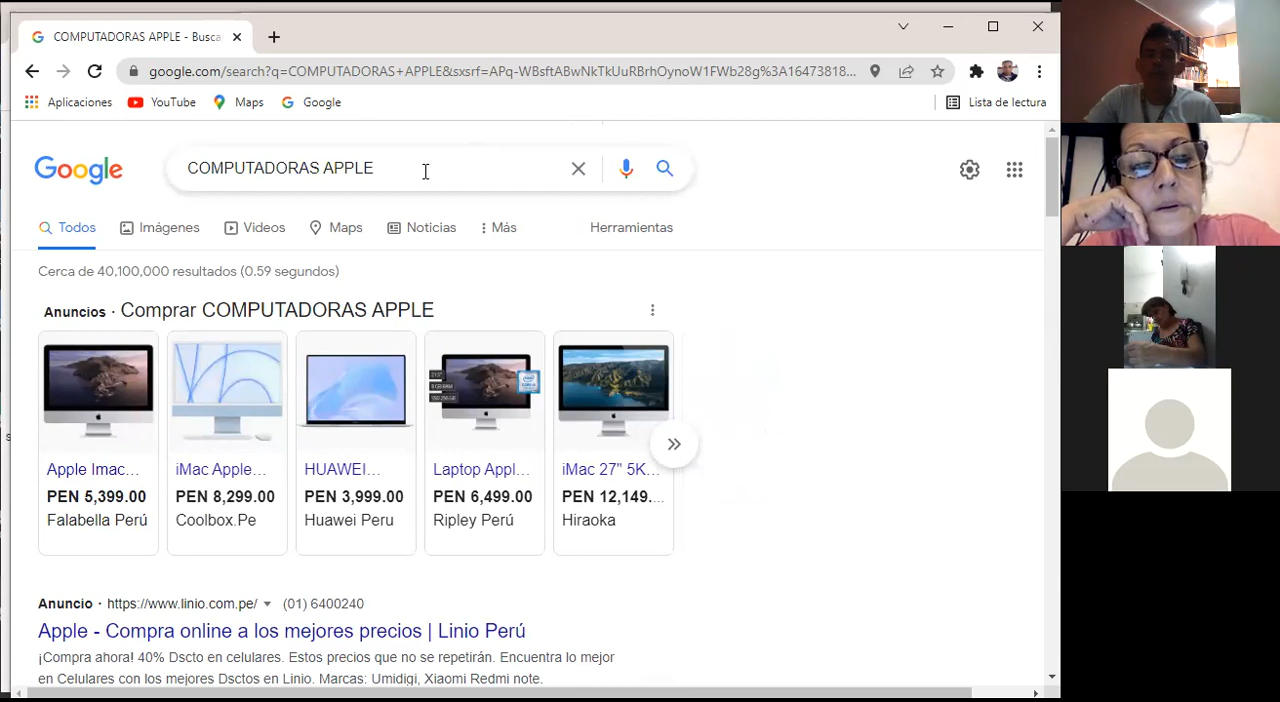 COMPUTADORAS APPLE - Busca
google.com/search?q=COMPUTADORAS+APPLE&sxsrf=APq-WBsftABwNkTkUuRBrhOynoW1FWb28g%3A16473818...
Aplicaciones YouTube Maps Google Lista de lectura
Google COMPUTADORAS APPLE
Todos Imágenes Videos Maps Noticias Más Herramientas
Cerca de 40,100,000 resultados (0.59 segundos)
Anuncios · Comprar COMPUTADORAS APPLE
Apple Imac... iMac Apple... HUAWEI... Laptop Appl... iMac 27" 5K...
PEN 5,399.00 PEN 8,299.00 PEN 3,999.00 PEN 6,499.00 PEN 12,149....
Falabella Perú Coolbox.Pe Huawei Peru Ripley Perú Hiraoka
Anuncio · https://www.linio.com.pe/ (01) 6400240
Apple - Compra online a los mejores precios | Linio Perú
¡Compra ahora! 40% Dscto en celulares. Estos precios que no se repetirán. Encuentra lo mejor
en Celulares con los mejores Dsctos en Linio. Marcas: Umidigi, Xiaomi Redmi note.